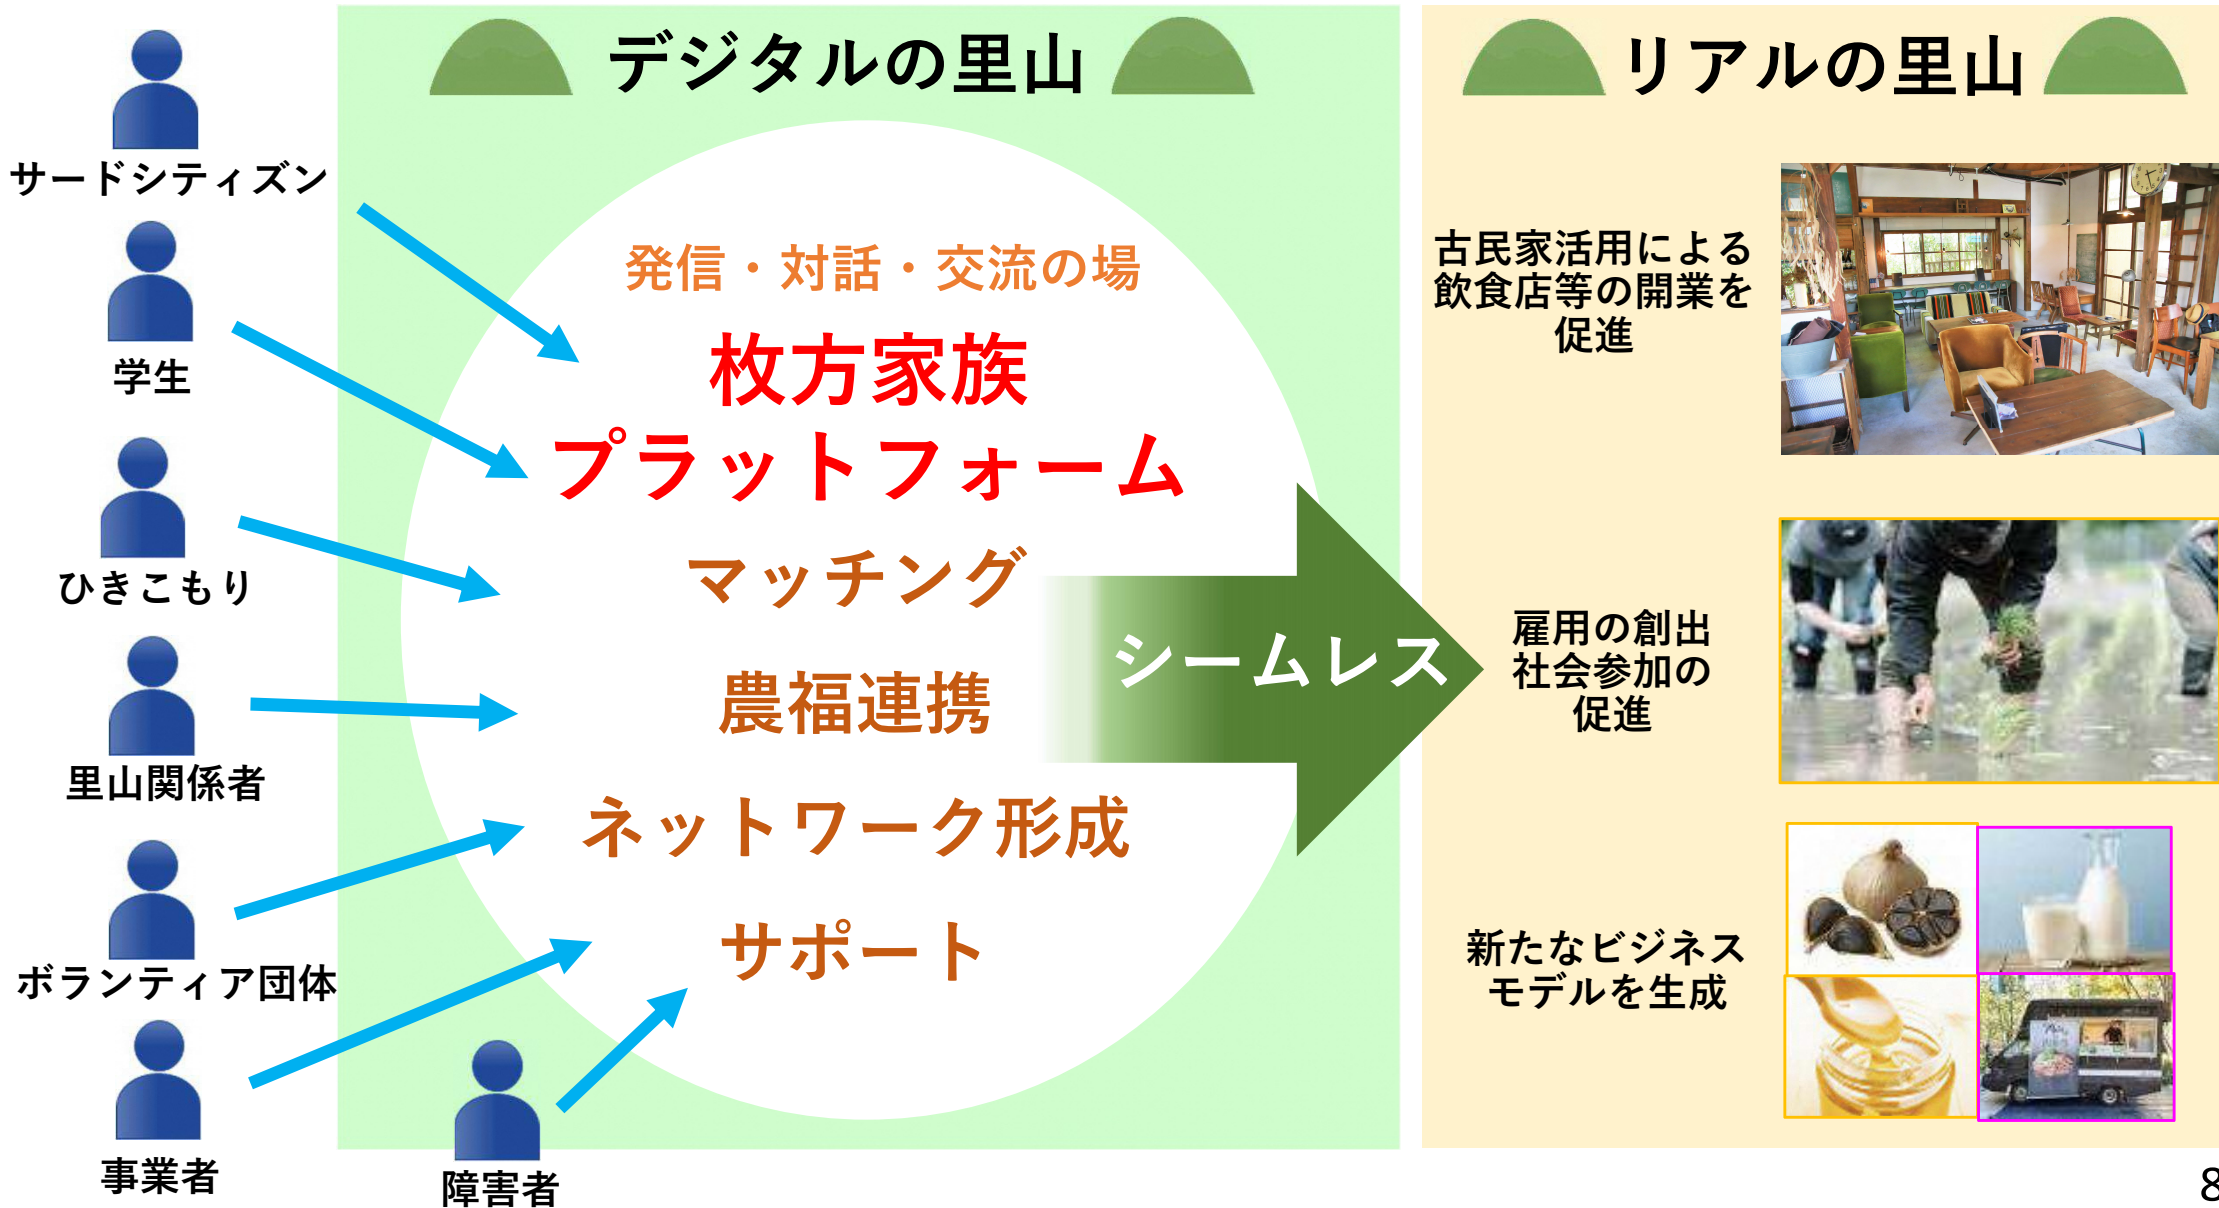 デジタルの里山
リアルの里山
サードシティズン
学生
ひきこもり
里山関係者
ボランティア団体
事業者
障害者
発信・対話・交流の場
枚方家族
プラットフォーム
マッチング
農福連携
ネットワーク形成
サポート
シームレス
古民家活用による
飲食店等の開業を
促進
雇用の創出
社会参加の
促進
新たなビジネス
モデルを生成
8